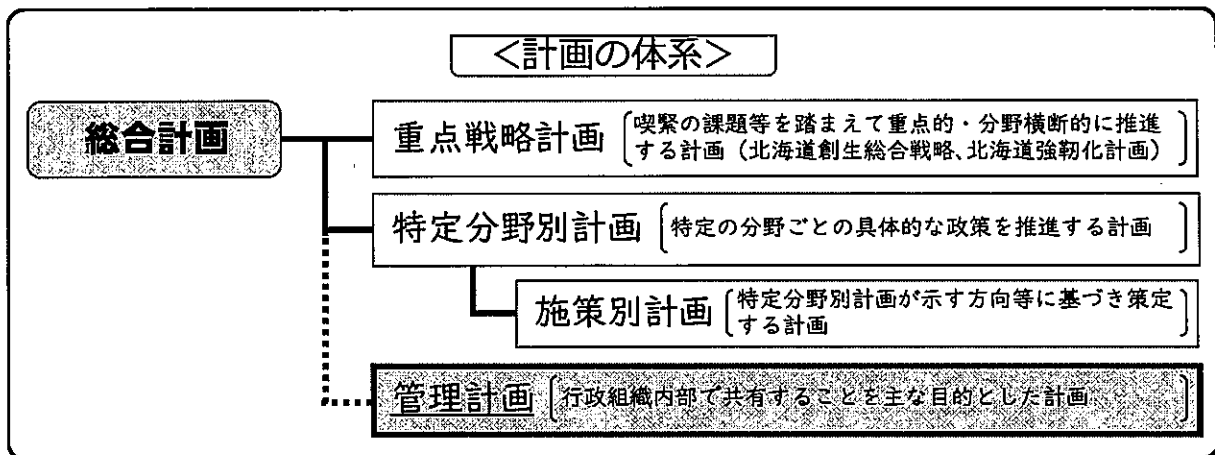 <計画の体系>
総合計画
重点戦略計画
喫緊の課題等を踏まえて重点的・分野横断的に推進
する計画（北海道創生総合戦略、北海道強靱化計画）
特定分野別計画
特定の分野ごとの具体的な政策を推進する計画
施策別計画
特定分野別計画が示す方向等に基づき策定
する計画
管理計画
行政組織内部で共有することを主な目的とした計画